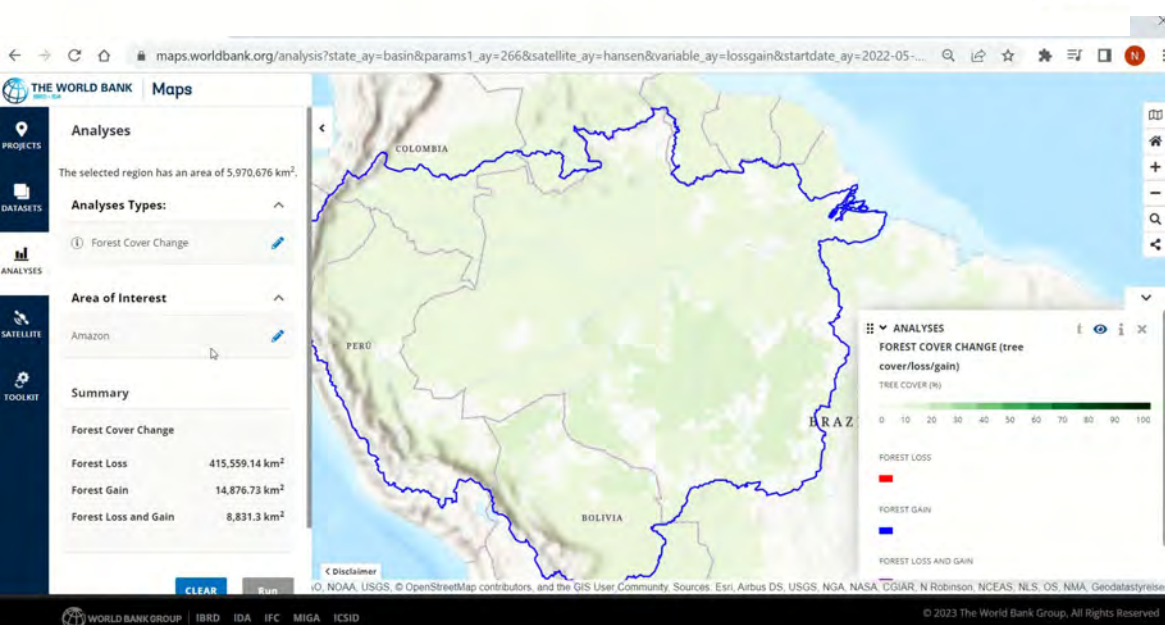 maps.worldbank.org/analysis?state_ay=basin&params1_ay=266&satellite_ay=hansen&variable_ay=lossgain&startdate_ay=2022-05-...
N
THE WORLD BANK
IBRD • IDA
Maps
PROJECTS
DATASETS
ANALYSES
SATELLITE
TOOLKIT
Analyses
The selected region has an area of 5,970,676 km².
Analyses Types:
Forest Cover Change
Area of Interest
Amazon
Summary
Forest Cover Change
Forest Loss 415,559.14 km²
Forest Gain 14,876.73 km²
Forest Loss and Gain 8,831.3 km²
CLEAR
Run
COLOMBIA
PERÚ
BOLIVIA
BRAZ
ANALYSES
FOREST COVER CHANGE (tree
cover/loss/gain)
TREE COVER (%)
0 10 20 30 40 50 60 70 80 90 100
FOREST LOSS
FOREST GAIN
FOREST LOSS AND GAIN
Disclaimer
NOAA, USGS, © OpenStreetMap contributors, and the GIS User Community, Sources: Esri, Airbus DS, USGS, NGA, NASA, CGIAR, N Robinson, NCEAS, NLS, OS, NMA, Geodatastyrelse
WORLD BANK GROUP IBRD IDA IFC MIGA ICSID
© 2023 The World Bank Group, All Rights Reserved